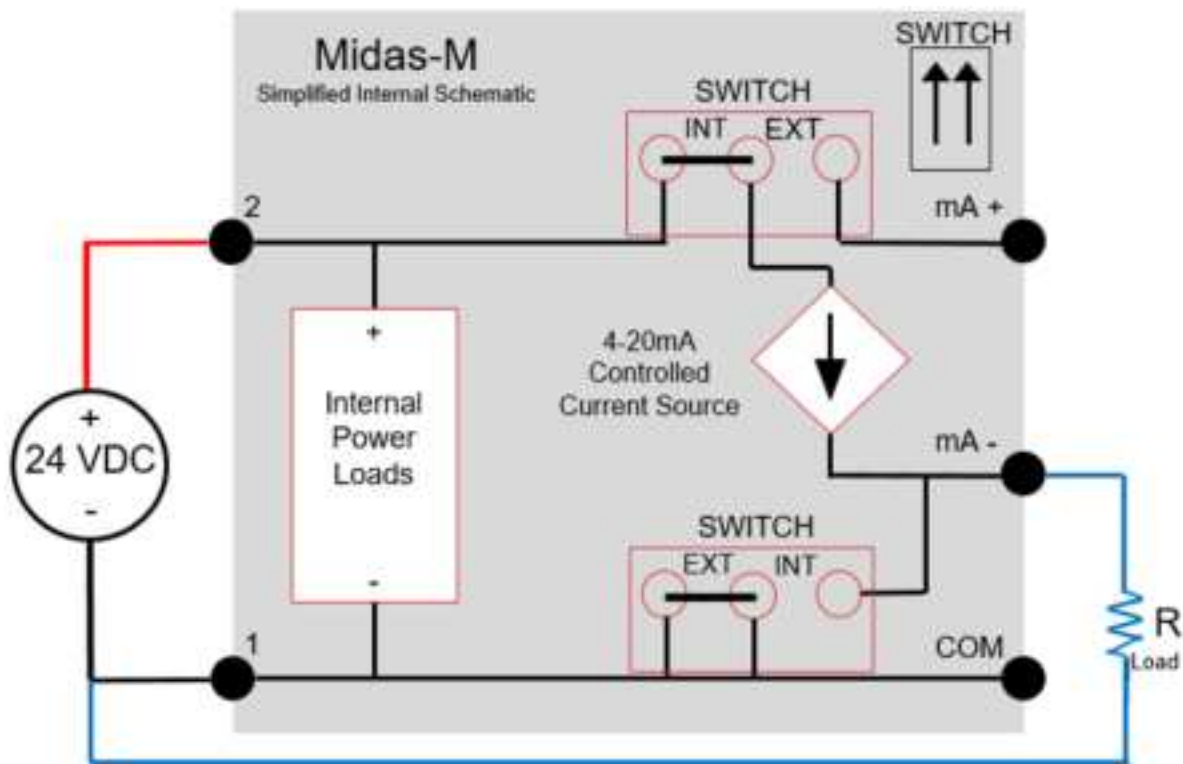 Midas-M
Simplified Internal Schematic
SWITCH
SWITCH
INT EXT
2
mA +
+
4-20mA
Controlled
Current Source
Internal
Power
Loads
+
24 VDC
-
mA -
SWITCH
EXT INT
-
1
COM
R
Load